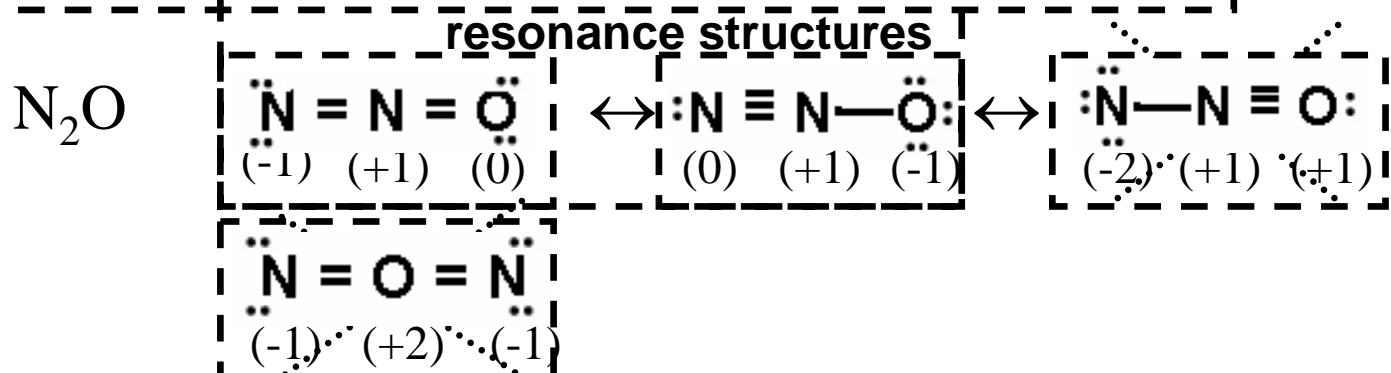 resonance structures
N₂O N = N = O ↔ :N ≡ N—O: ↔ :N—N ≡ O:
(-1) (+1) (0) (0) (+1) (-1) (-2) (+1) (+1)
N = O = N
(-1) (+2) (-1)